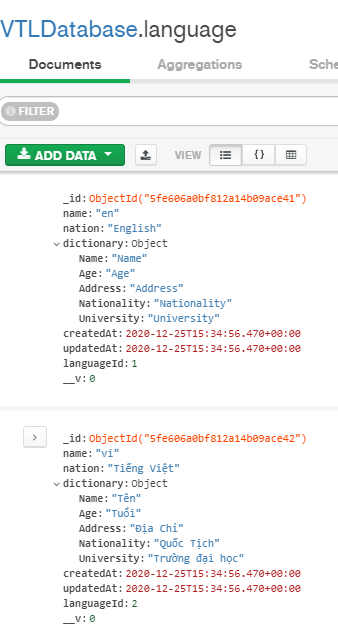 VTLDatabase.language
Documents Aggregations Sche
FILTER
ADD DATA VIEW { }
_id:ObjectId("5fe606a0bf812a14b09ace41")
name:"en"
nation:"English"
dictionary:Object
Name:"Name"
Age:"Age"
Address:"Address"
Nationality:"Nationality"
University:"University"
createdAt:2020-12-25T15:34:56.470+00:00
updatedAt:2020-12-25T15:34:56.470+00:00
languageId:1
__v:0
_id:ObjectId("5fe606a0bf812a14b09ace42")
name:"vi"
nation:"Tiếng Việt"
dictionary:Object
Name:"Tên"
Age:"Tuổi"
Address:"Địa Chỉ"
Nationality:"Quốc Tịch"
University:"Trường đại học"
createdAt:2020-12-25T15:34:56.470+00:00
updatedAt:2020-12-25T15:34:56.470+00:00
languageId:2
__v:0